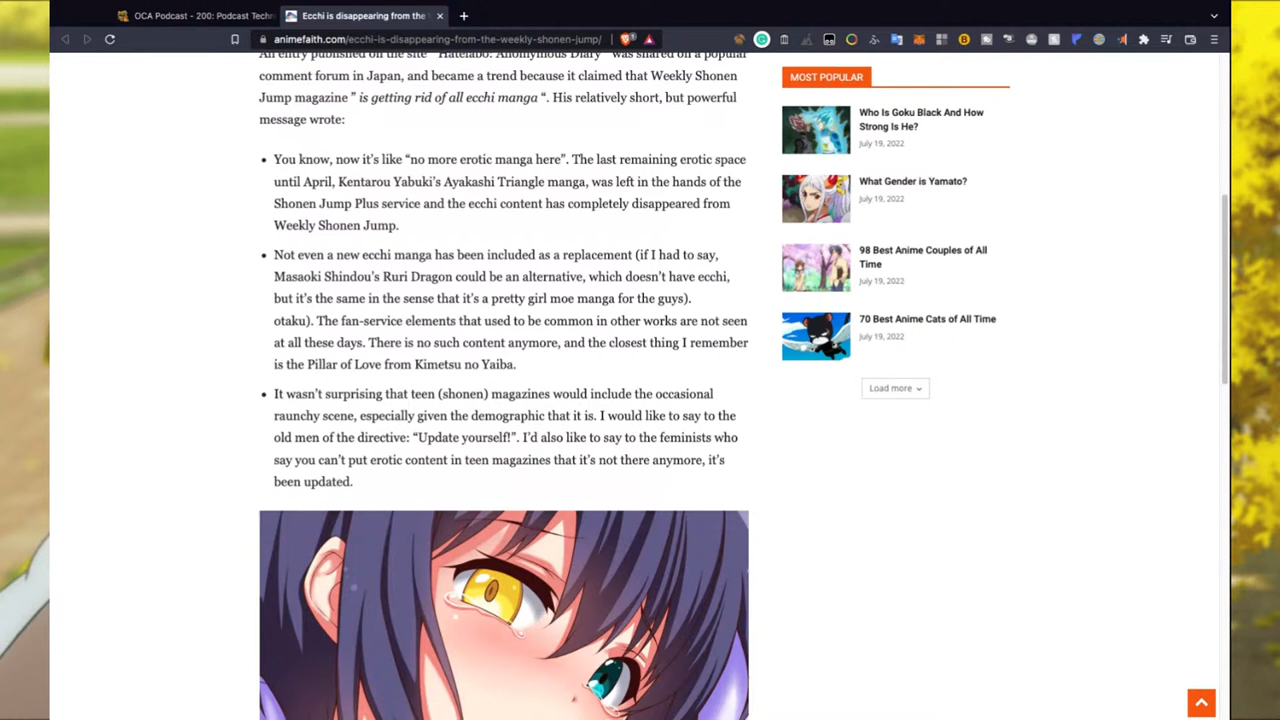 OCA Podcast - 200: Podcast Techn
Ecchi is disappearing from the
animefaith.com/ecchi-is-disappearing-from-the-weekly-shonen-jump/
An entry published on the site “Hatelabo: Anonymous Diary” was shared on a popular
comment forum in Japan, and became a trend because it claimed that Weekly Shonen
Jump magazine ” is getting rid of all ecchi manga “. His relatively short, but powerful
message wrote:
• You know, now it’s like “no more erotic manga here”. The last remaining erotic space
until April, Kentarou Yabuki’s Ayakashi Triangle manga, was left in the hands of the
Shonen Jump Plus service and the ecchi content has completely disappeared from
Weekly Shonen Jump.
• Not even a new ecchi manga has been included as a replacement (if I had to say,
Masaoki Shindou’s Ruri Dragon could be an alternative, which doesn’t have ecchi,
but it’s the same in the sense that it’s a pretty girl moe manga for the guys).
otaku). The fan-service elements that used to be common in other works are not seen
at all these days. There is no such content anymore, and the closest thing I remember
is the Pillar of Love from Kimetsu no Yaiba.
• It wasn’t surprising that teen (shonen) magazines would include the occasional
raunchy scene, especially given the demographic that it is. I would like to say to the
old men of the directive: “Update yourself!”. I’d also like to say to the feminists who
say you can’t put erotic content in teen magazines that it’s not there anymore, it’s
been updated.
MOST POPULAR
Who Is Goku Black And How
Strong Is He?
July 19, 2022
What Gender is Yamato?
July 19, 2022
98 Best Anime Couples of All
Time
July 19, 2022
70 Best Anime Cats of All Time
July 19, 2022
Load more